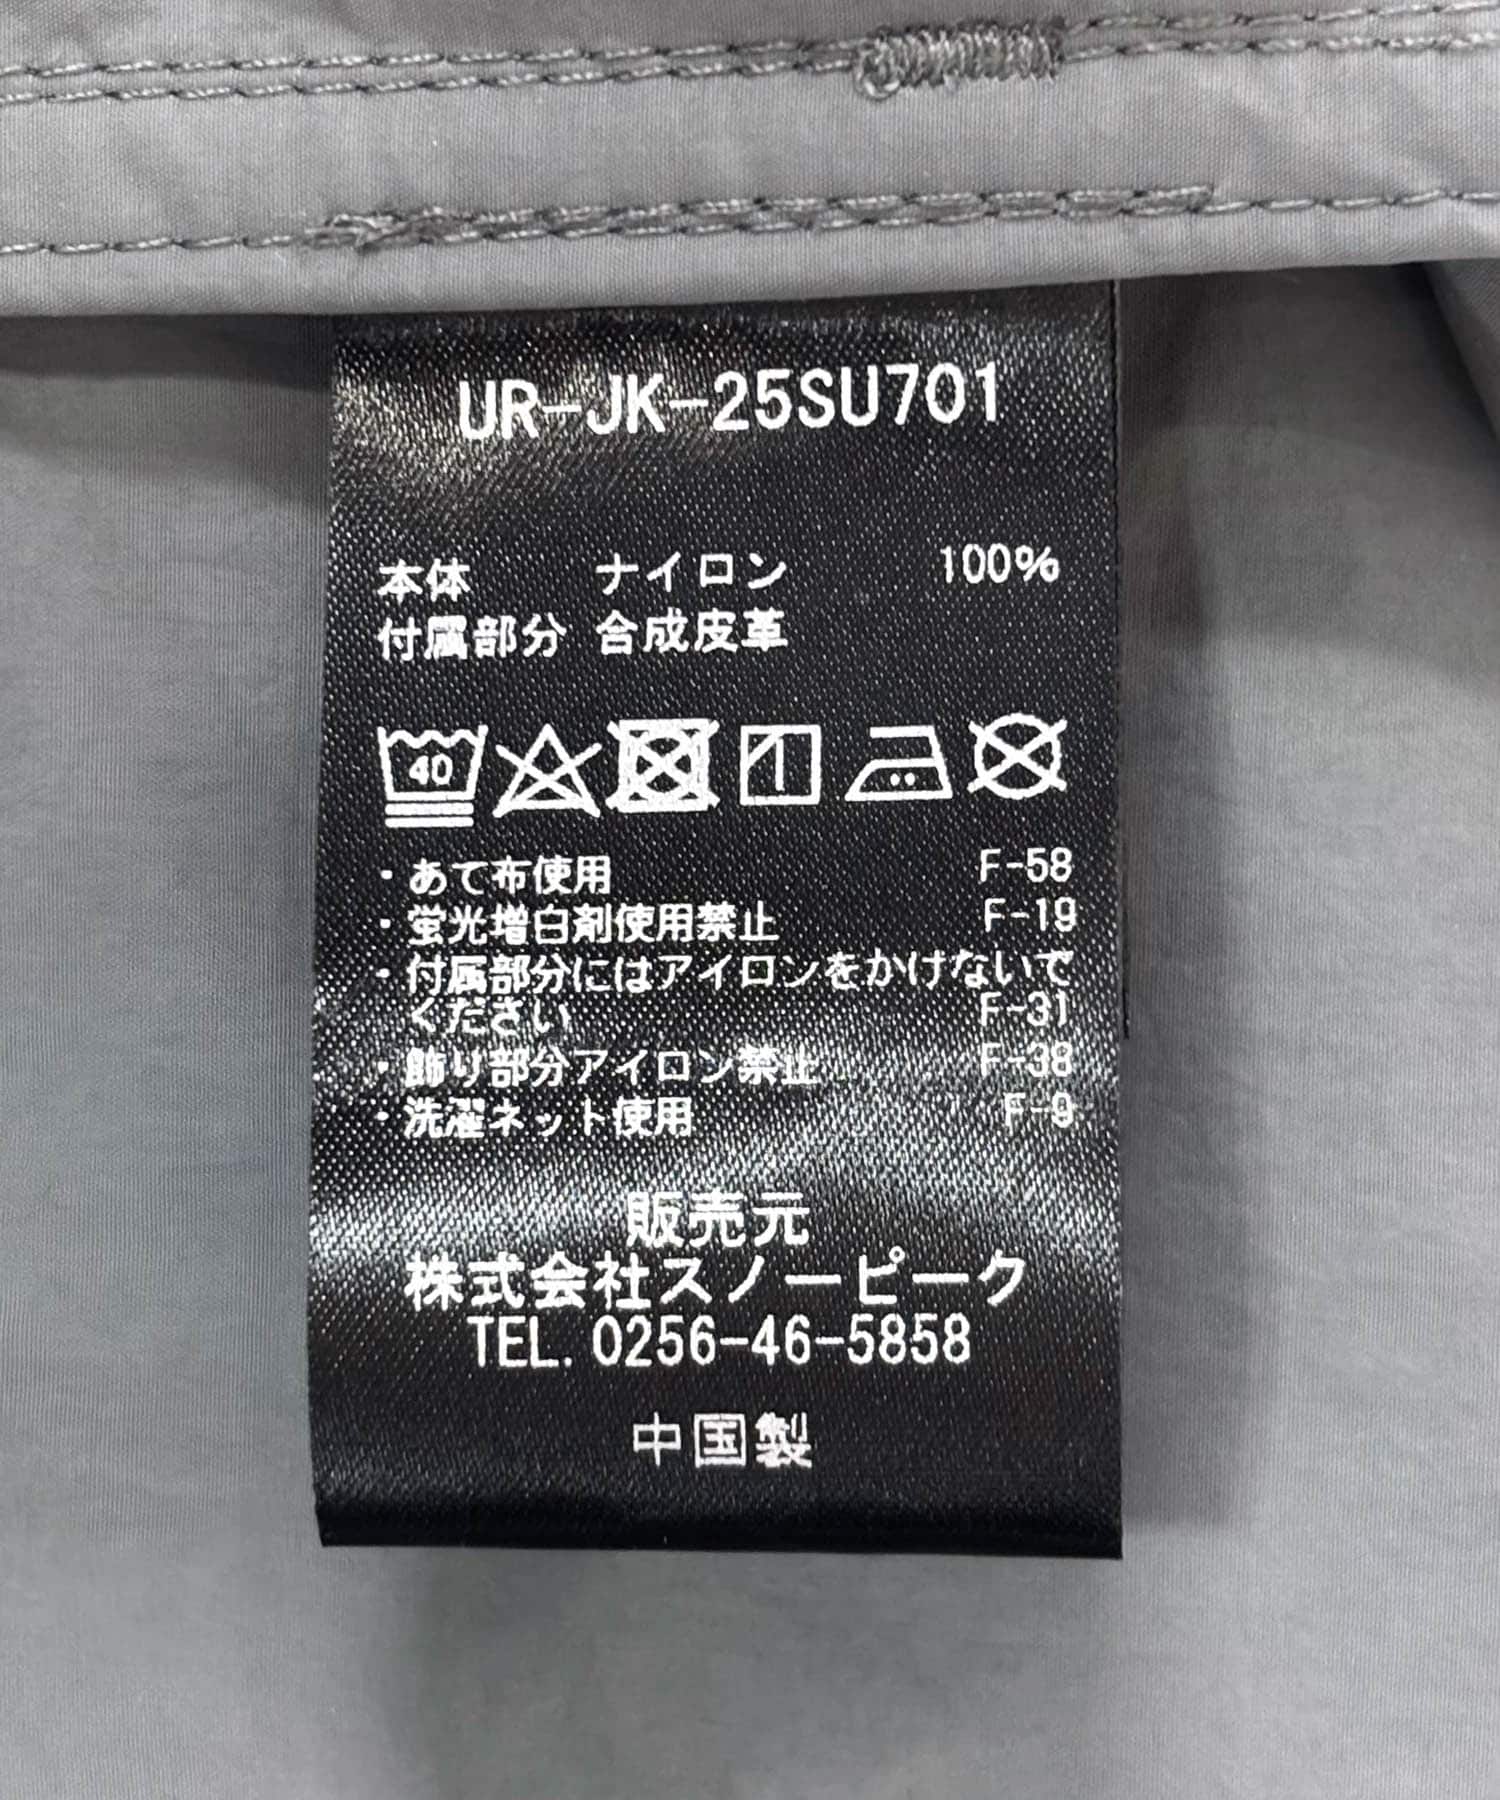 UR-JK-25SU701
本体 ナイロン 100%
付属部分 合成皮革
40
・あて布使用 F-58
・蛍光増白剤使用禁止 F-19
・付属部分にはアイロンをかけないで
ください F-31
・飾り部分アイロン禁止 F-38
・洗濯ネット使用 F-9
販売元
株式会社スノーピーク
TEL. 0256-46-5858
中国製